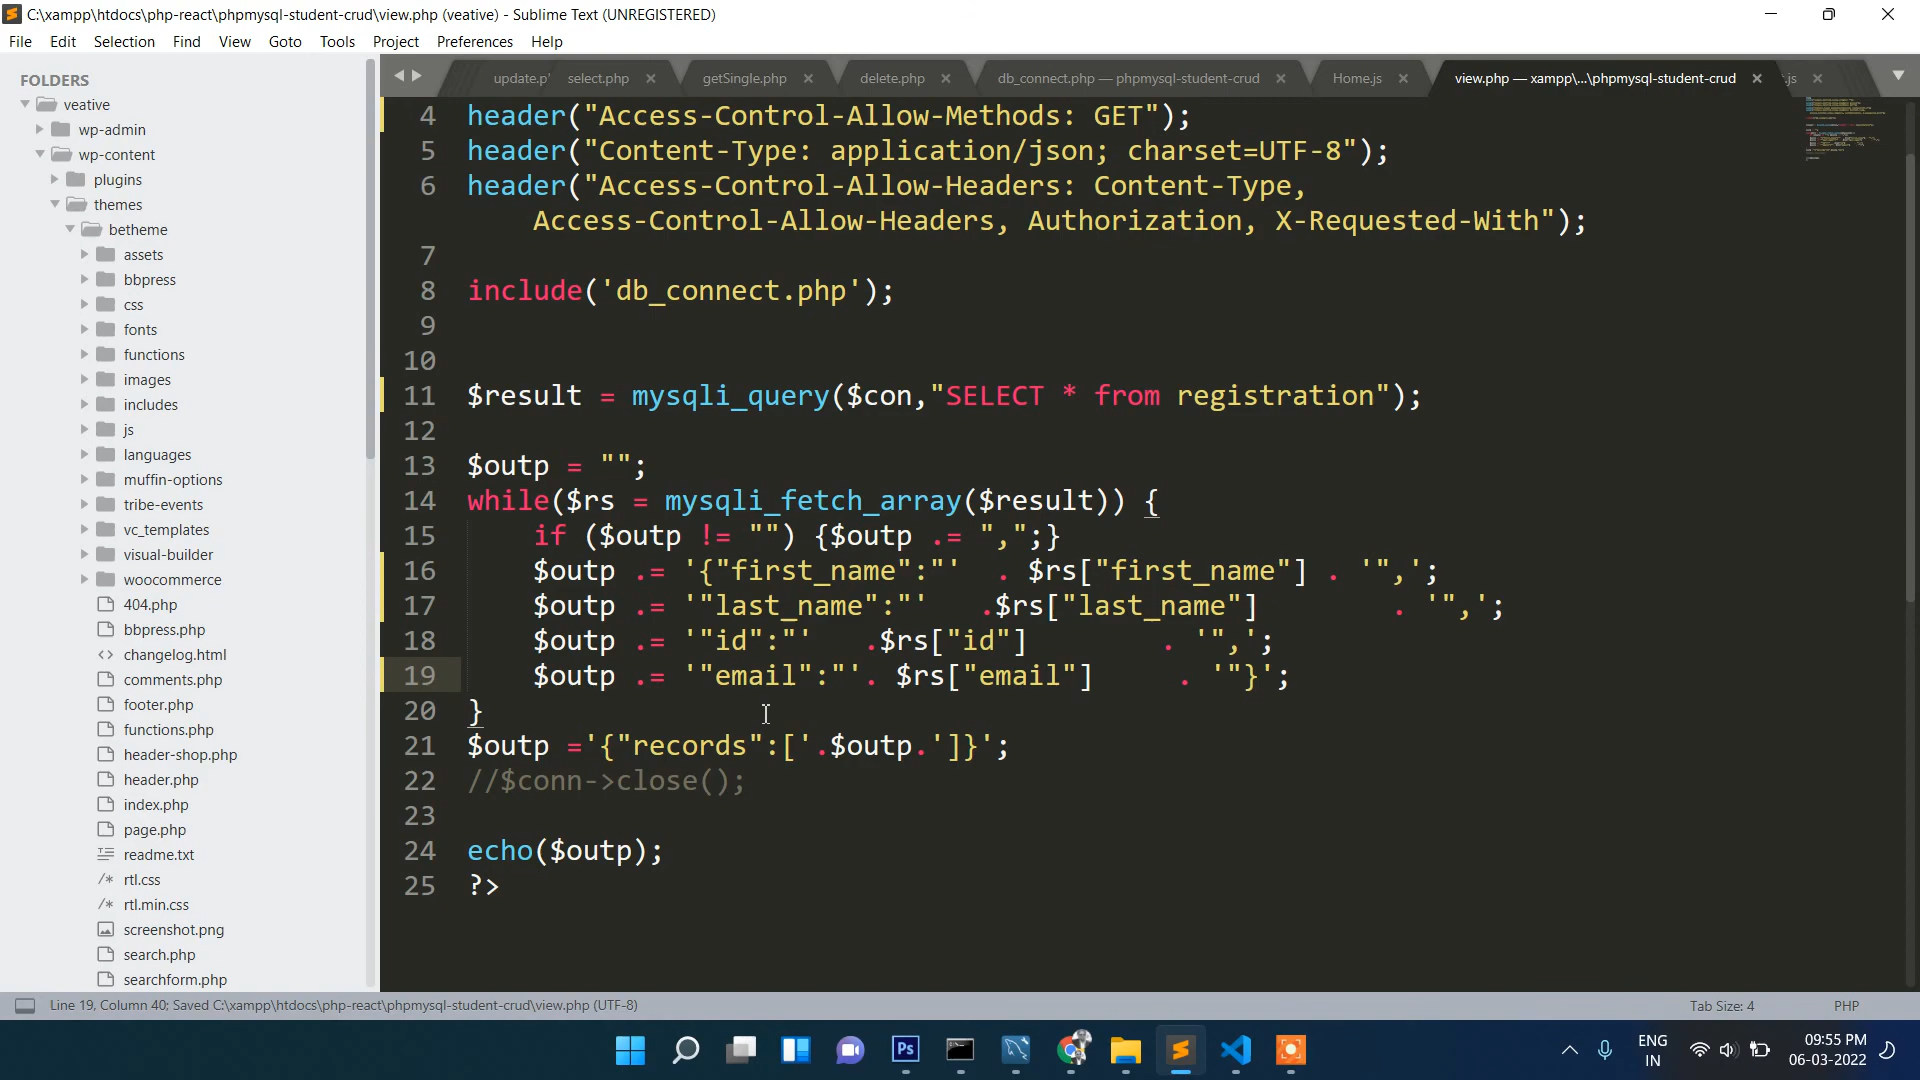 C:\xampp\htdocs\php-react\phpmysql-student-crud\view.php (veative) - Sublime Text (UNREGISTERED)
File Edit Selection Find View Goto Tools Project Preferences Help
FOLDERS
veative
wp-admin
wp-content
plugins
themes
betheme
assets
bbpress
css
fonts
functions
images
includes
js
languages
muffin-options
tribe-events
vc_templates
visual-builder
woocommerce
404.php
bbpress.php
changelog.html
comments.php
footer.php
functions.php
header-shop.php
header.php
index.php
page.php
readme.txt
rtl.css
rtl.min.css
screenshot.png
search.php
searchform.php
update.p' select.php getSingle.php delete.php db_connect.php — phpmysql-student-crud Home.js view.php — xampp\...\phpmysql-student-crud .js
4 header("Access-Control-Allow-Methods: GET");
5 header("Content-Type: application/json; charset=UTF-8");
6 header("Access-Control-Allow-Headers: Content-Type,
Access-Control-Allow-Headers, Authorization, X-Requested-With");
7
8 include('db_connect.php');
9
10
11 $result = mysqli_query($con,"SELECT * from registration");
12
13 $outp = "";
14 while($rs = mysqli_fetch_array($result)) {
15 if ($outp != "") {$outp .= ",";}
16 $outp .= '{"first_name":"' . $rs["first_name"] . '",';
17 $outp .= '"last_name":"' .$rs["last_name"] . '",';
18 $outp .= '"id":"' .$rs["id"] . '",';
19 $outp .= '"email":"'. $rs["email"] . '"}';
20 }
21 $outp ='{"records":['.$outp.']}';
22 //$conn->close();
23
24 echo($outp);
25 ?>
Line 19, Column 40; Saved C:\xampp\htdocs\php-react\phpmysql-student-crud\view.php (UTF-8) Tab Size: 4 PHP
Ps
ENG
IN
09:55 PM
06-03-2022